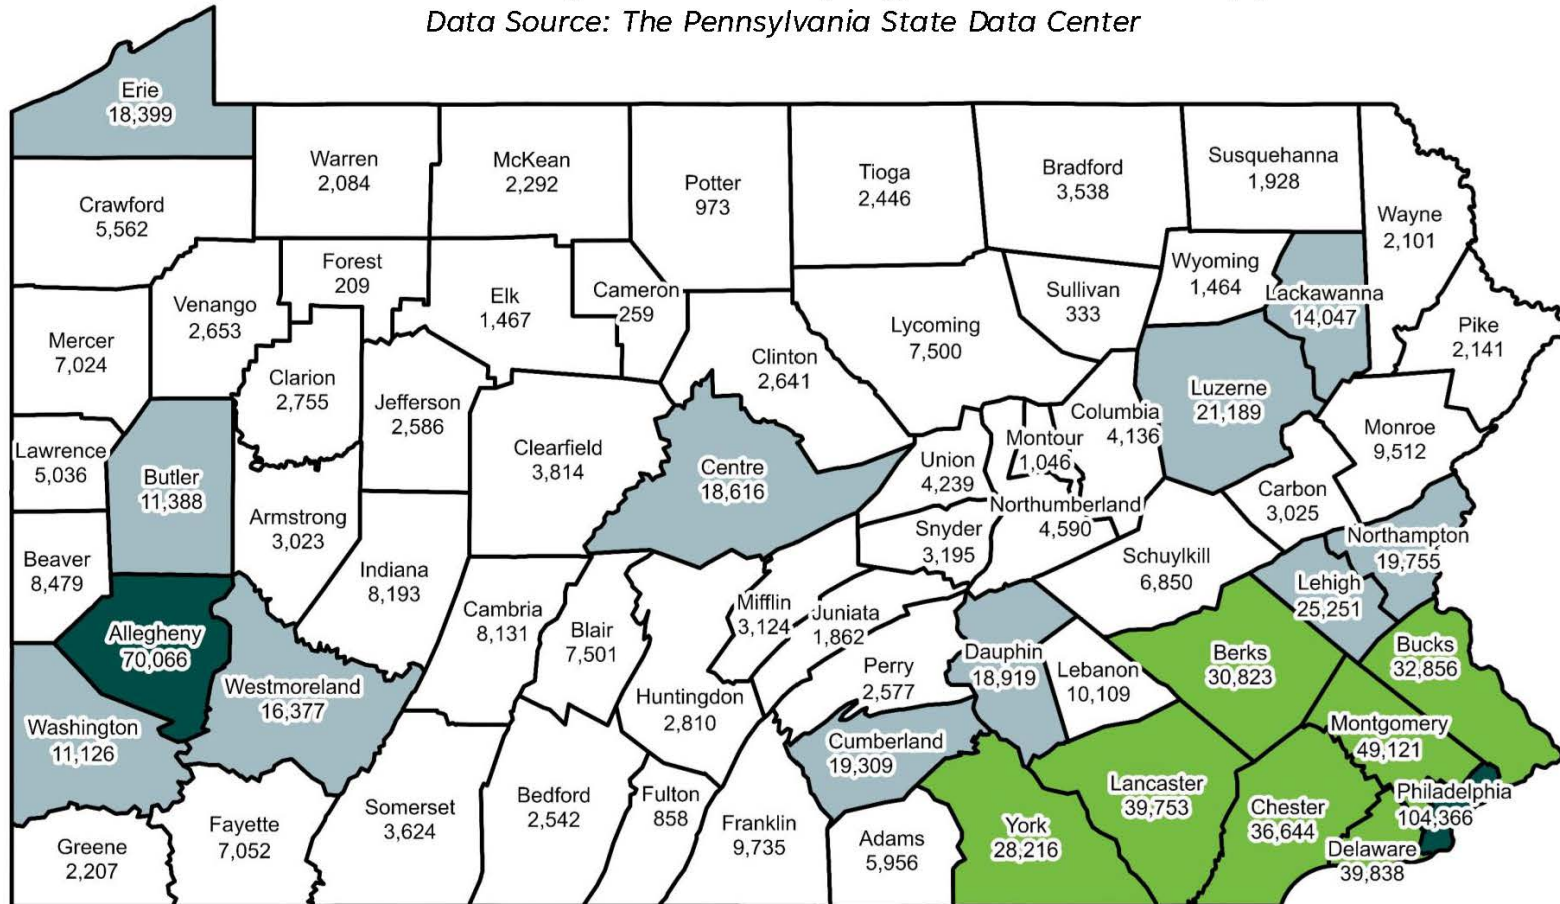 Data Source: The Pennsylvania State Data Center
Erie
18,399
Warren
2,084
McKean
2,292
Potter
973
Tioga
2,446
Bradford
3,538
Susquehanna
1,928
Wayne
2,101
Crawford
5,562
Forest
209
Elk
1,467
Cameron
259
Sullivan
333
Wyoming
1,464
Lackawanna
14,047
Pike
2,141
Mercer
7,024
Venango
2,653
Clarion
2,755
Jefferson
2,586
Clinton
2,641
Lycoming
7,500
Columbia
4,136
Luzerne
21,189
Monroe
9,512
Lawrence
5,036
Butler
11,388
Clearfield
3,814
Centre
18,616
Union
4,239
Montour
1,046
Northumberland
4,590
Carbon
3,025
Northampton
19,755
Armstrong
3,023
Snyder
3,195
Schuylkill
6,850
Lehigh
25,251
Beaver
8,479
Indiana
8,193
Cambria
8,131
Blair
7,501
Mifflin
3,124
Juniata
1,862
Allegheny
70,066
Westmoreland
16,377
Huntingdon
2,810
Perry
2,577
Dauphin
18,919
Lebanon
10,109
Berks
30,823
Bucks
32,856
Washington
11,126
Cumberland
19,309
Montgomery
49,121
Lancaster
39,753
Chester
36,644
Philadelphia
104,366
Delaware
39,838
Greene
2,207
Fayette
7,052
Somerset
3,624
Bedford
2,542
Fulton
858
Franklin
9,735
Adams
5,956
York
28,216